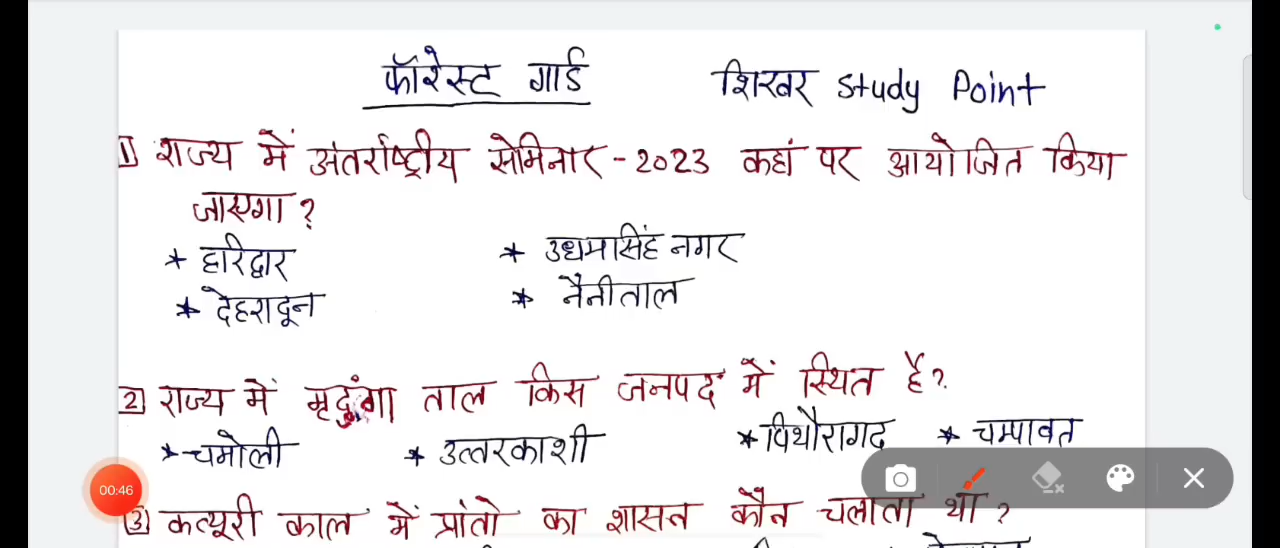 फॉरेस्ट गार्ड शिखर Study Point
1) राज्य में अंतर्राष्ट्रीय सेमिनार - 2023 कहां पर आयोजित किया
जाएगा ?
* हरिद्वार * उधमसिंह नगर
* देहरादून * नैनीताल
2) राज्य में मृदुंगा ताल किस जनपद में स्थित है ?
* चमोली * उत्तरकाशी * पिथौरागढ * चम्पावत
00:46
3) कत्यूरी काल में प्रांतो का शासन कौन चलाता था ?